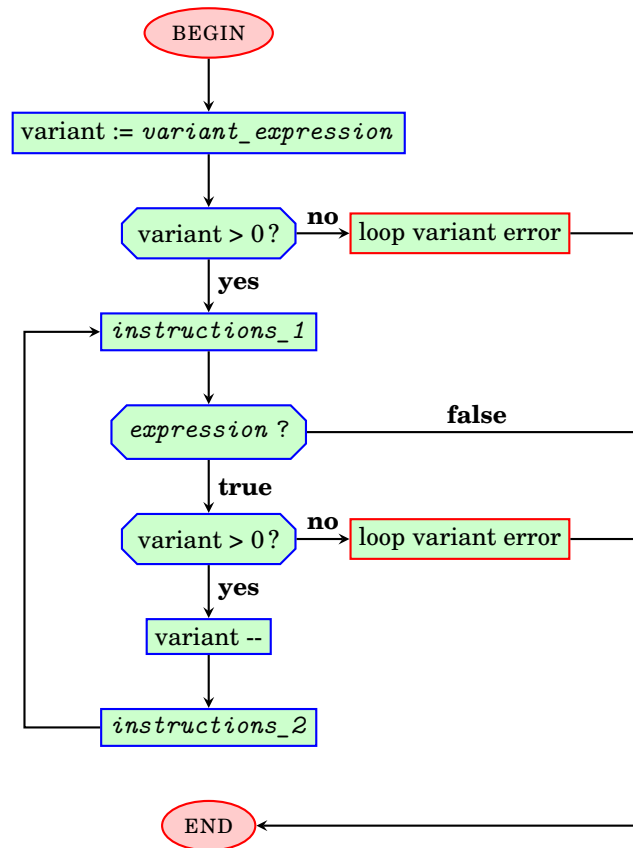 BEGIN
variant := variant_expression
variant > 0?
no
loop variant error
yes
instructions_1
expression ?
false
true
variant > 0?
no
loop variant error
yes
variant --
instructions_2
END